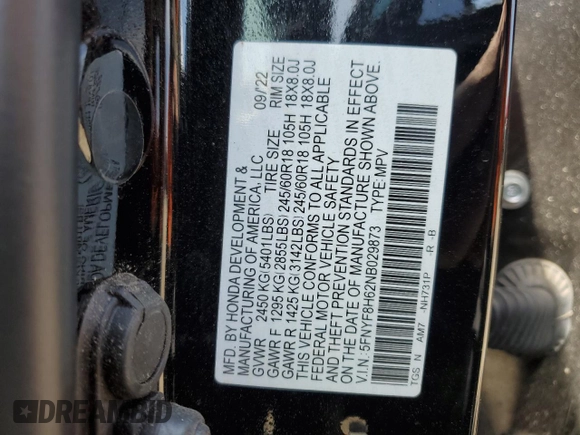 MFD. BY HONDA DEVELOPMENT & 09/22
MANUFACTURING OF AMERICA, LLC
GVWR 2450 KG(5401LBS) TIRE SIZE RIM SIZE
GAWR F 1295 KG(2855LBS)245/60R18 105H 18X8.0J
GAWR R 1425 KG(3142LBS)245/60R18 105H 18X8.0J
THIS VEHICLE CONFORMS TO ALL APPLICABLE
FEDERAL MOTOR VEHICLE SAFETY
AND THEFT PREVENTION STANDARDS IN EFFECT
ON THE DATE OF MANUFACTURE SHOWN ABOVE.
V.I.N.:5FNYF8H62NB029873 TYPE:MPV
TGS N AM7 -NH731P -R -B
DREAMBID